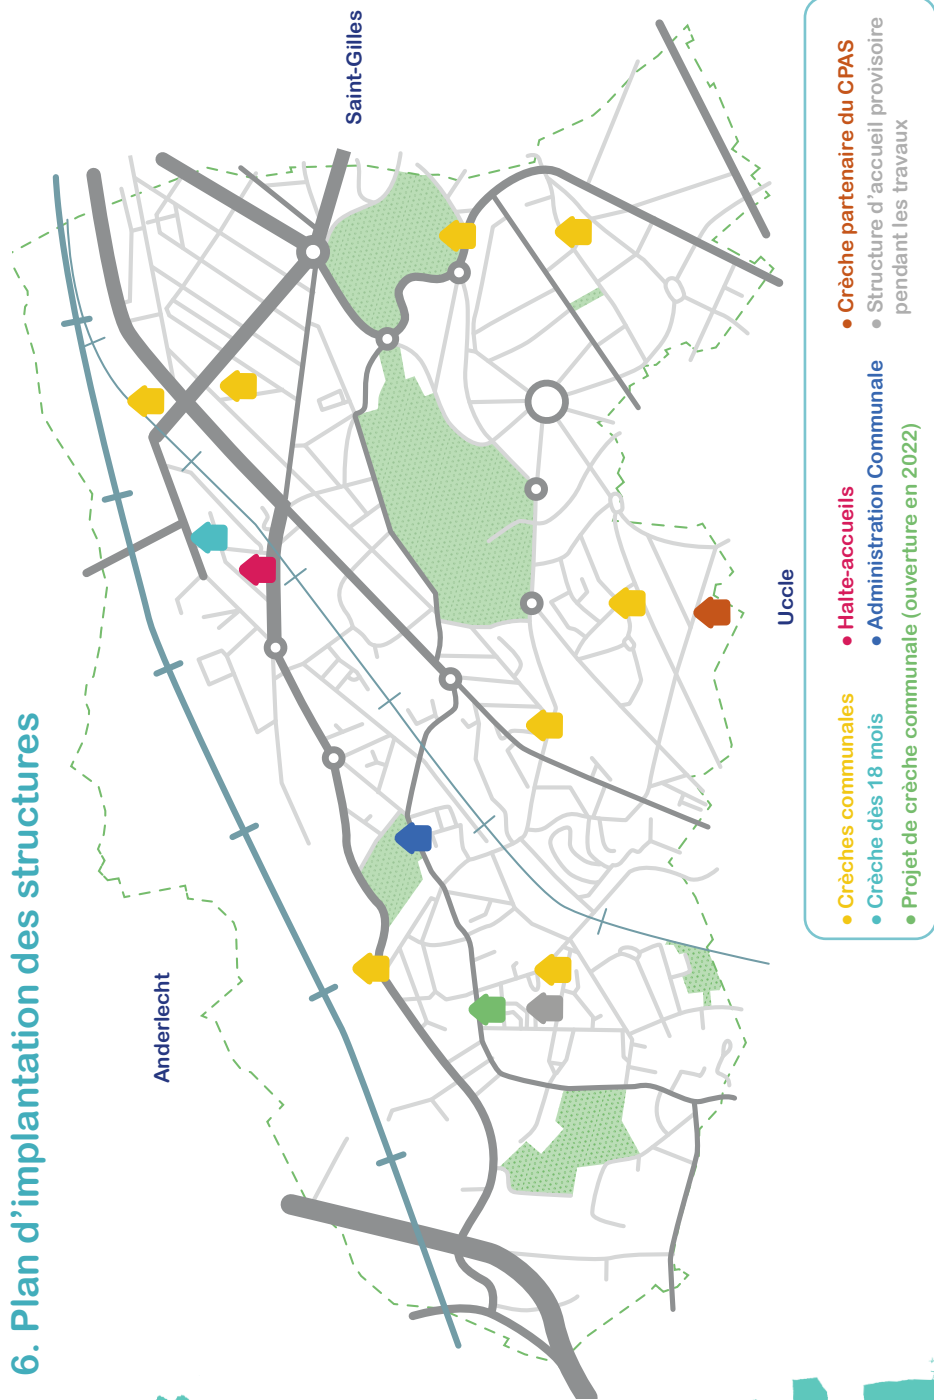 6. Plan d’implantation des structures
Anderlecht
Saint-Gilles
Uccle
• Crèches communales
• Halte-accueils
• Crèche partenaire du CPAS
• Crèche dès 18 mois
• Administration Communale
• Structure d’accueil provisoire
pendant les travaux
• Projet de crèche communale (ouverture en 2022)